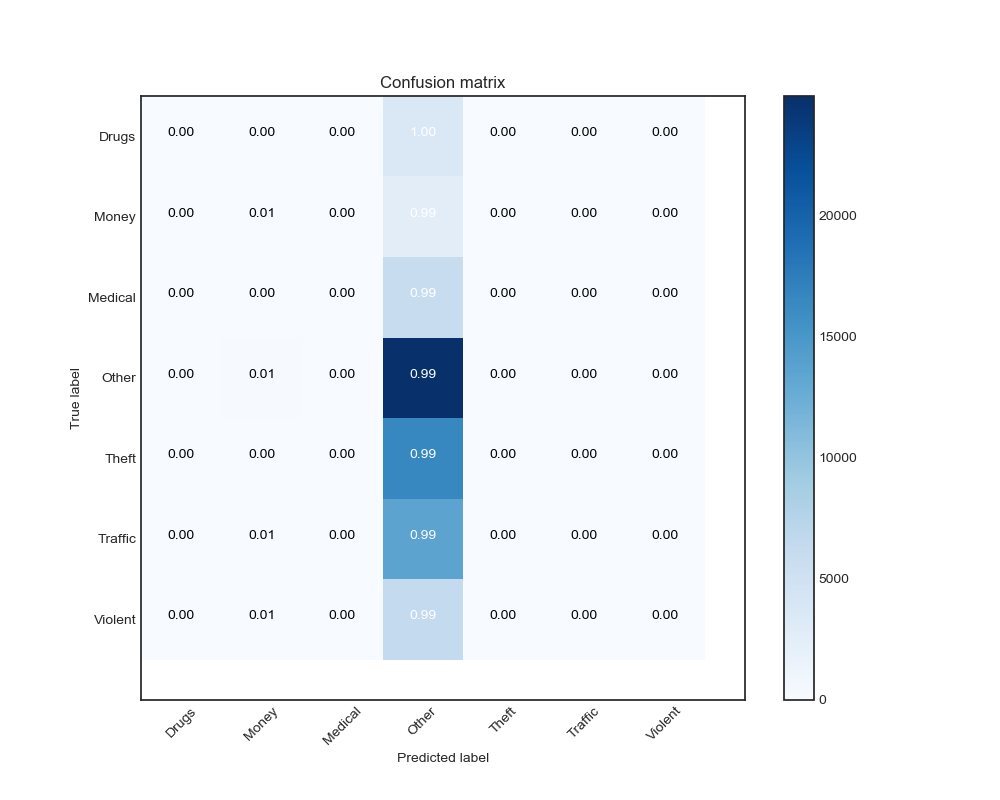 Confusion matrix
Drugs 0.00 0.00 0.00 1.00 0.00 0.00 0.00
Money 0.00 0.01 0.00 0.99 0.00 0.00 0.00
Medical 0.00 0.00 0.00 0.99 0.00 0.00 0.00
Other 0.00 0.01 0.00 0.99 0.00 0.00 0.00
Theft 0.00 0.00 0.00 0.99 0.00 0.00 0.00
Traffic 0.00 0.01 0.00 0.99 0.00 0.00 0.00
Violent 0.00 0.01 0.00 0.99 0.00 0.00 0.00
True label
Drugs Money Medical Other Theft Traffic Violent
Predicted label
20000
15000
10000
5000
0